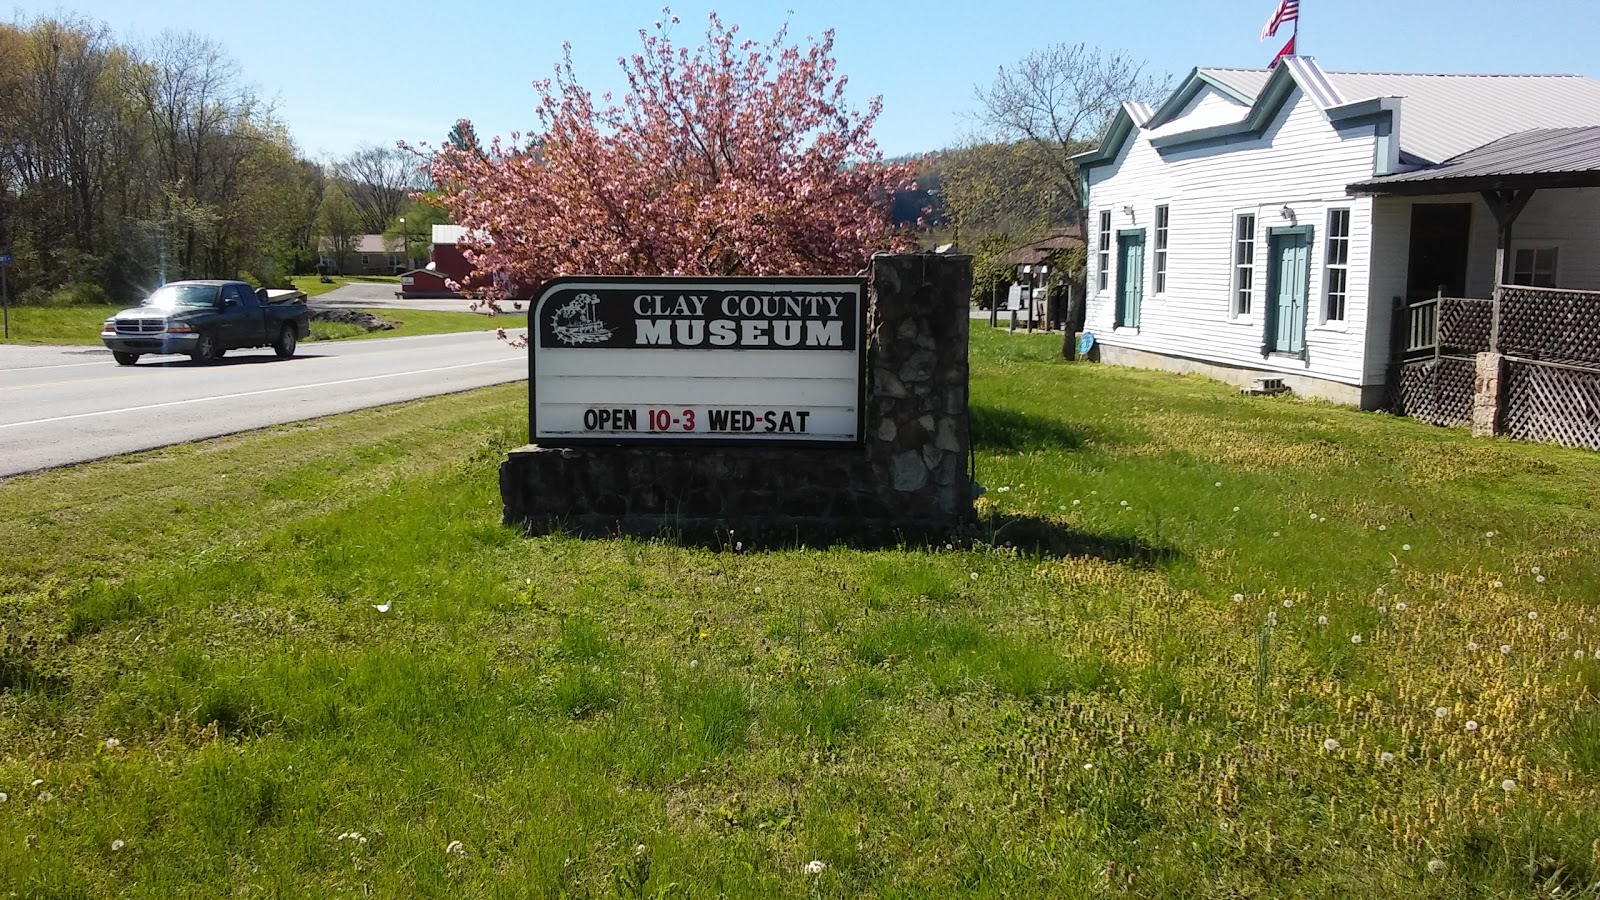 CLAY COUNTY
MUSEUM
OPEN 10-3 WED-SAT